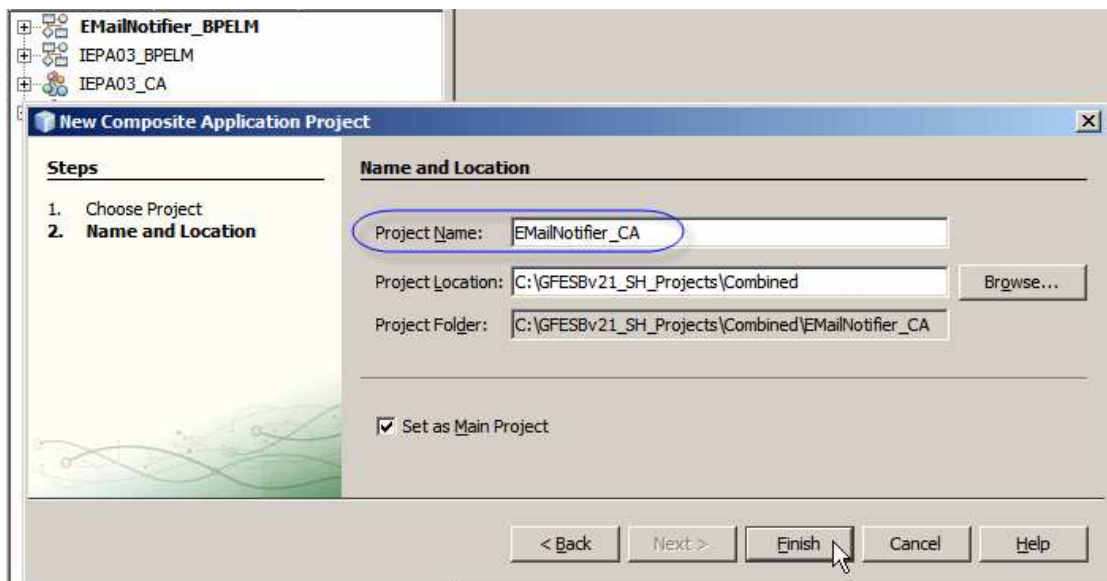 EMailNotifier_BPELM
IEPA03_BPELM
IEPA03_CA
New Composite Application Project
Steps
1. Choose Project
2. Name and Location
Name and Location
Project Name: EMailNotifier_CA
Project Location: C:\GFESBv21_SH_Projects\Combined Browse...
Project Folder: C:\GFESBv21_SH_Projects\Combined\EMailNotifier_CA
Set as Main Project
< Back Next > Finish Cancel Help